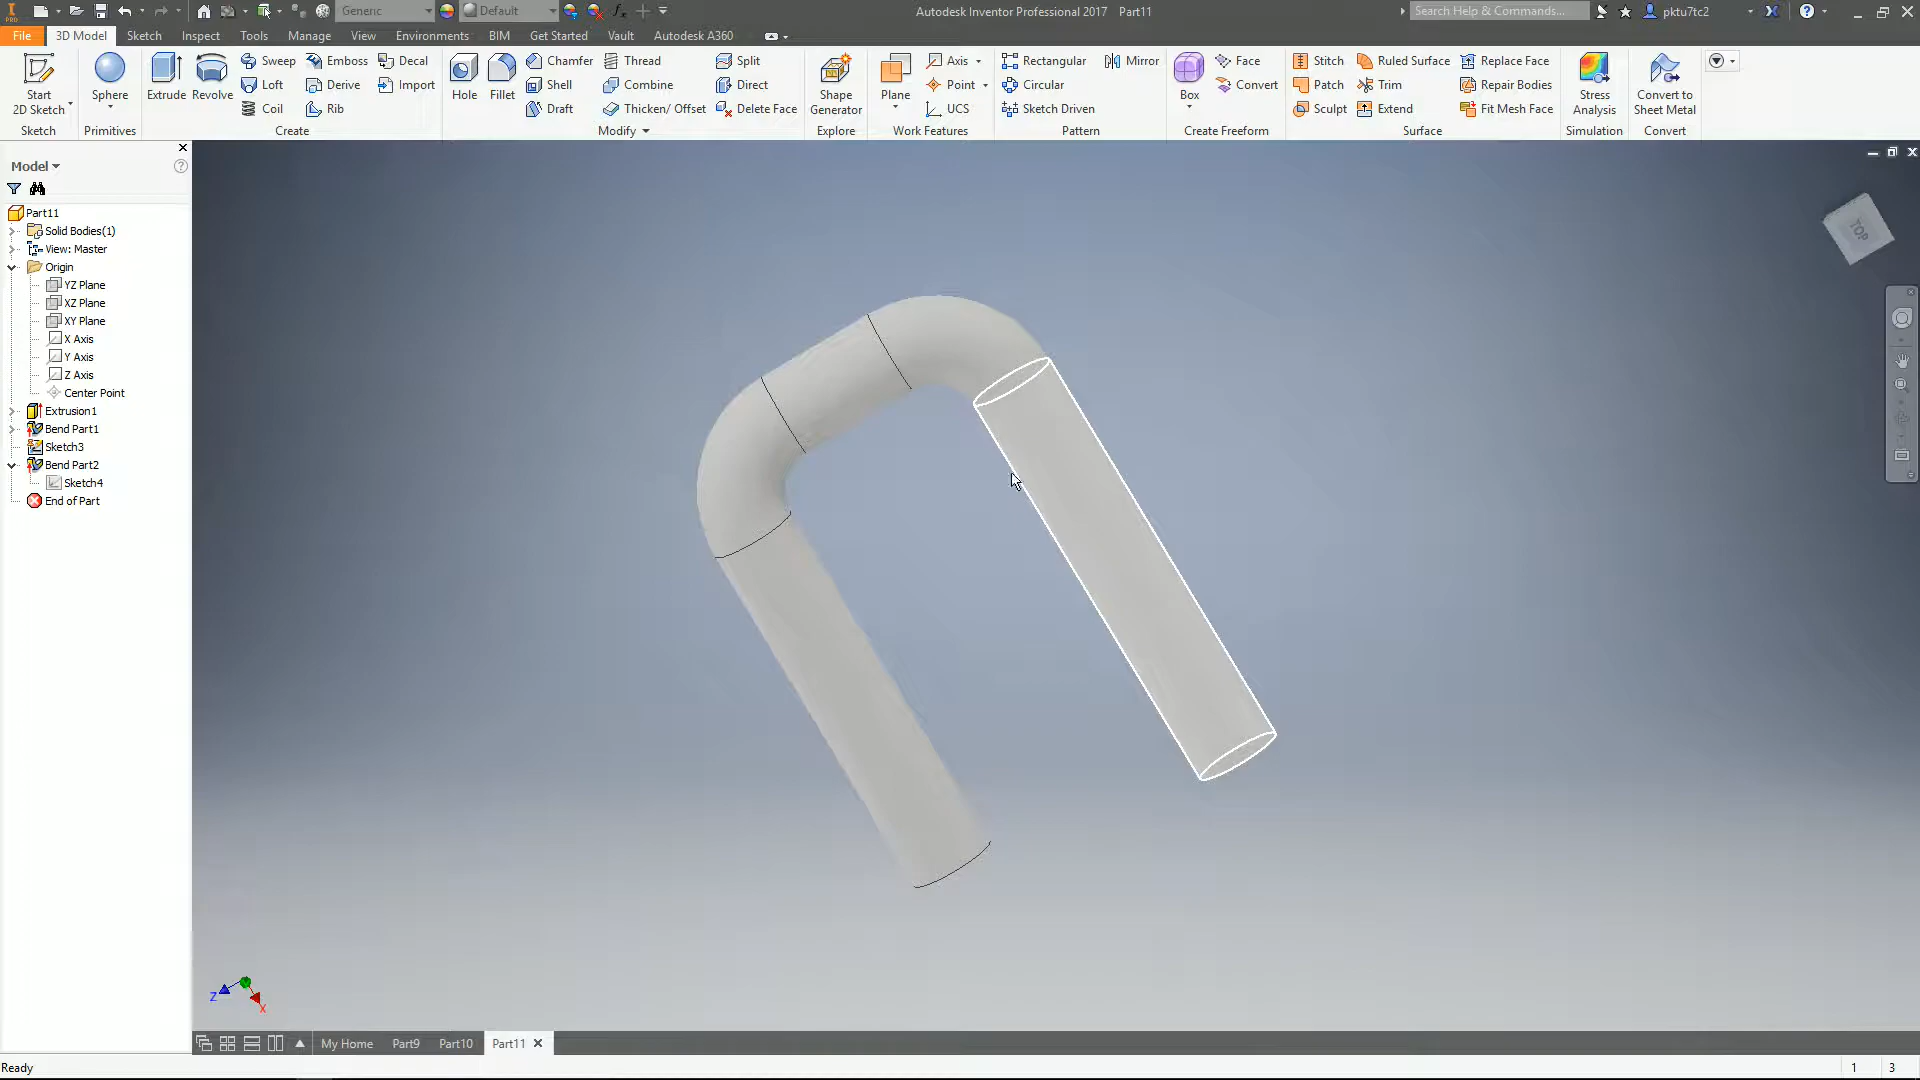 Generic
Default
Autodesk Inventor Professional 2017 Part11
Search Help & Commands...
pktu7tc2
PRO
File
3D Model
Sketch
Inspect
Tools
Manage
View
Environments
BIM
Get Started
Vault
Autodesk A360
Start
2D Sketch
Sphere
Extrude
Revolve
Sweep
Loft
Coil
Emboss
Derive
Rib
Decal
Import
Hole
Fillet
Chamfer
Shell
Draft
Thread
Combine
Thicken/ Offset
Split
Direct
Delete Face
Shape
Generator
Plane
Axis
Point
UCS
Rectangular
Circular
Sketch Driven
Mirror
Box
Face
Convert
Stitch
Patch
Sculpt
Ruled Surface
Trim
Extend
Replace Face
Repair Bodies
Fit Mesh Face
Stress
Analysis
Convert to
Sheet Metal
Sketch
Primitives
Create
Modify
Explore
Work Features
Pattern
Create Freeform
Surface
Simulation
Convert
Model
Part11
Solid Bodies(1)
View: Master
Origin
YZ Plane
XZ Plane
XY Plane
X Axis
Y Axis
Z Axis
Center Point
Extrusion1
Bend Part1
Sketch3
Bend Part2
Sketch4
End of Part
TOP
Z
X
My Home
Part9
Part10
Part11
Ready
1
3